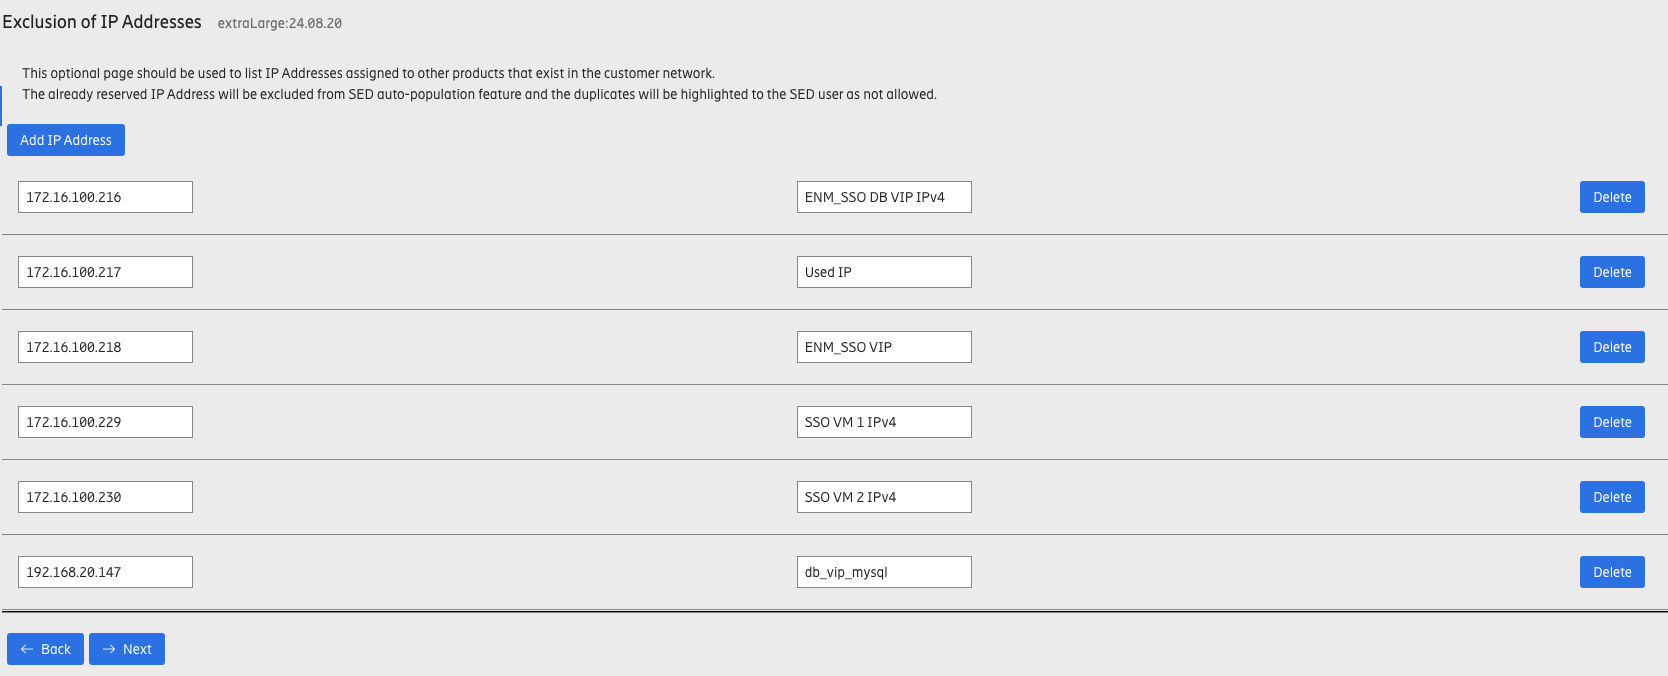 Exclusion of IP Addresses extraLarge:24.08.20
This optional page should be used to list IP Addresses assigned to other products that exist in the customer network.
The already reserved IP Address will be excluded from SED auto-population feature and the duplicates will be highlighted to the SED user as not allowed.
Add IP Address
172.16.100.216 ENM_SSO DB VIP IPv4 Delete
172.16.100.217 Used IP Delete
172.16.100.218 ENM_SSO VIP Delete
172.16.100.229 SSO VM 1 IPv4 Delete
172.16.100.230 SSO VM 2 IPv4 Delete
192.168.20.147 db_vip_mysql Delete
← Back → Next